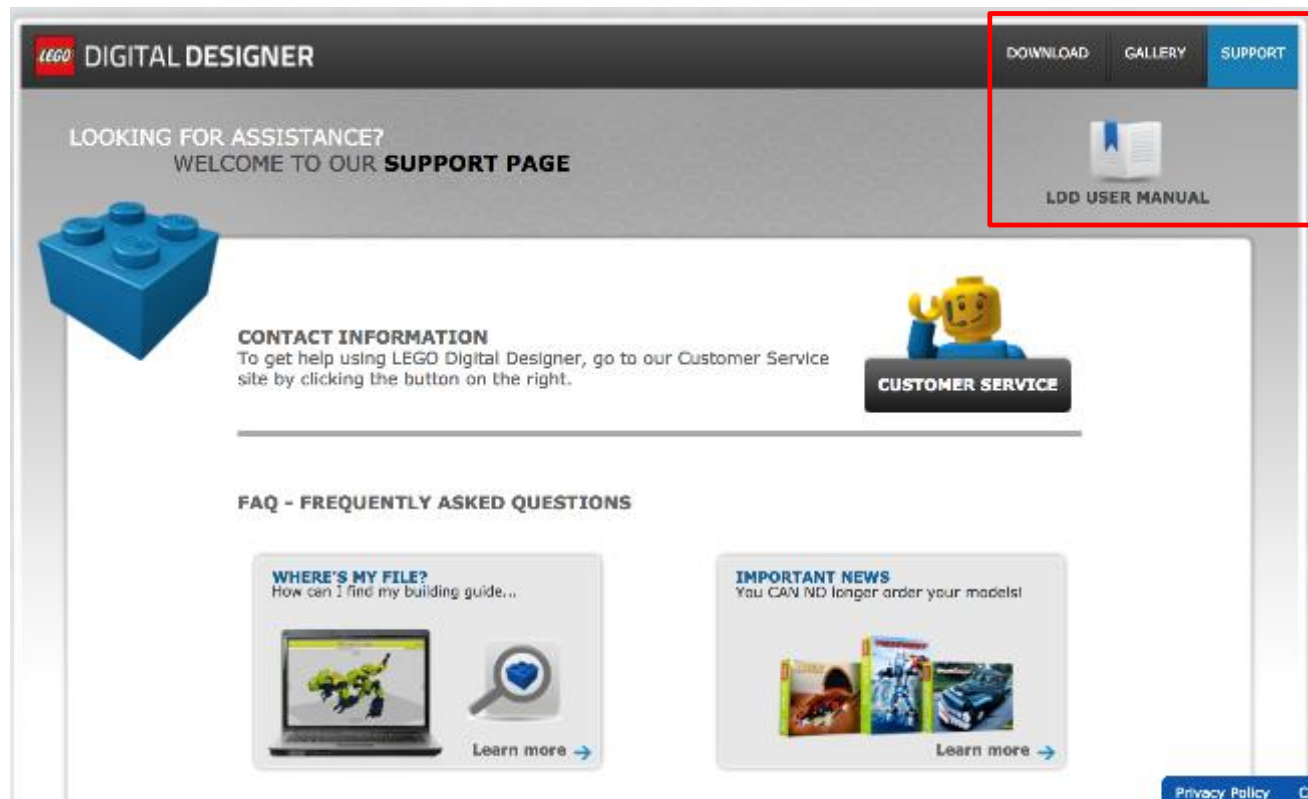 LEGO DIGITAL DESIGNER
DOWNLOAD GALLERY SUPPORT
LOOKING FOR ASSISTANCE?
WELCOME TO OUR SUPPORT PAGE
LDD USER MANUAL
CONTACT INFORMATION
To get help using LEGO Digital Designer, go to our Customer Service
site by clicking the button on the right.
CUSTOMER SERVICE
FAQ - FREQUENTLY ASKED QUESTIONS
WHERE'S MY FILE?
How can I find my building guide...
Learn more
IMPORTANT NEWS
You CAN NO longer order your models!
Learn more
Privacy Policy C